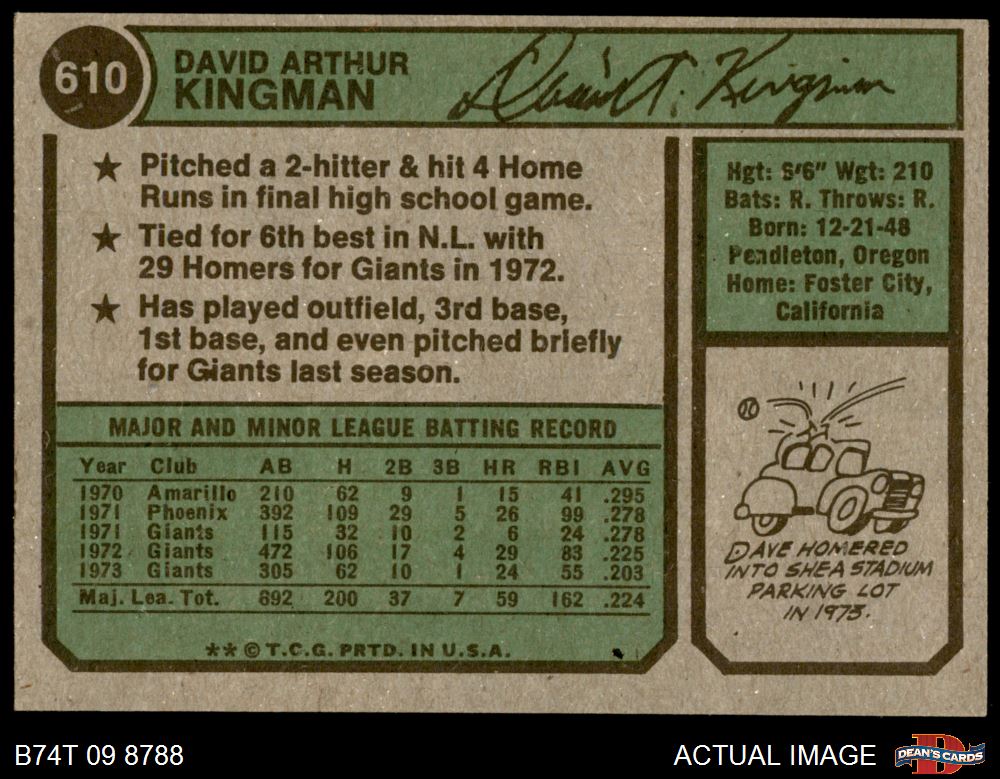 610
DAVID ARTHUR
KINGMAN
David A. Kingman
★ Pitched a 2-hitter & hit 4 Home
Runs in final high school game.
★ Tied for 6th best in N.L. with
29 Homers for Giants in 1972.
★ Has played outfield, 3rd base,
1st base, and even pitched briefly
for Giants last season.
Hgt: 6'6" Wgt: 210
Bats: R. Throws: R.
Born: 12-21-48
Pendleton, Oregon
Home: Foster City,
California
MAJOR AND MINOR LEAGUE BATTING RECORD
Year Club AB H 2B 3B HR RBI AVG
1970 Amarillo 210 62 9 1 15 41 .295
1971 Phoenix 392 109 29 5 26 99 .278
1971 Giants 115 32 10 2 6 24 .278
1972 Giants 472 106 17 4 29 83 .225
1973 Giants 305 62 10 1 24 55 .203
Maj. Lea. Tot. 892 200 37 7 59 162 .224
** © T.C.G. PRTD. IN U.S.A.
DAVE HOMERED
INTO SHEA STADIUM
PARKING LOT
IN 1973.
B74T 09 8788
ACTUAL IMAGE
D
DEAN'S CARDS